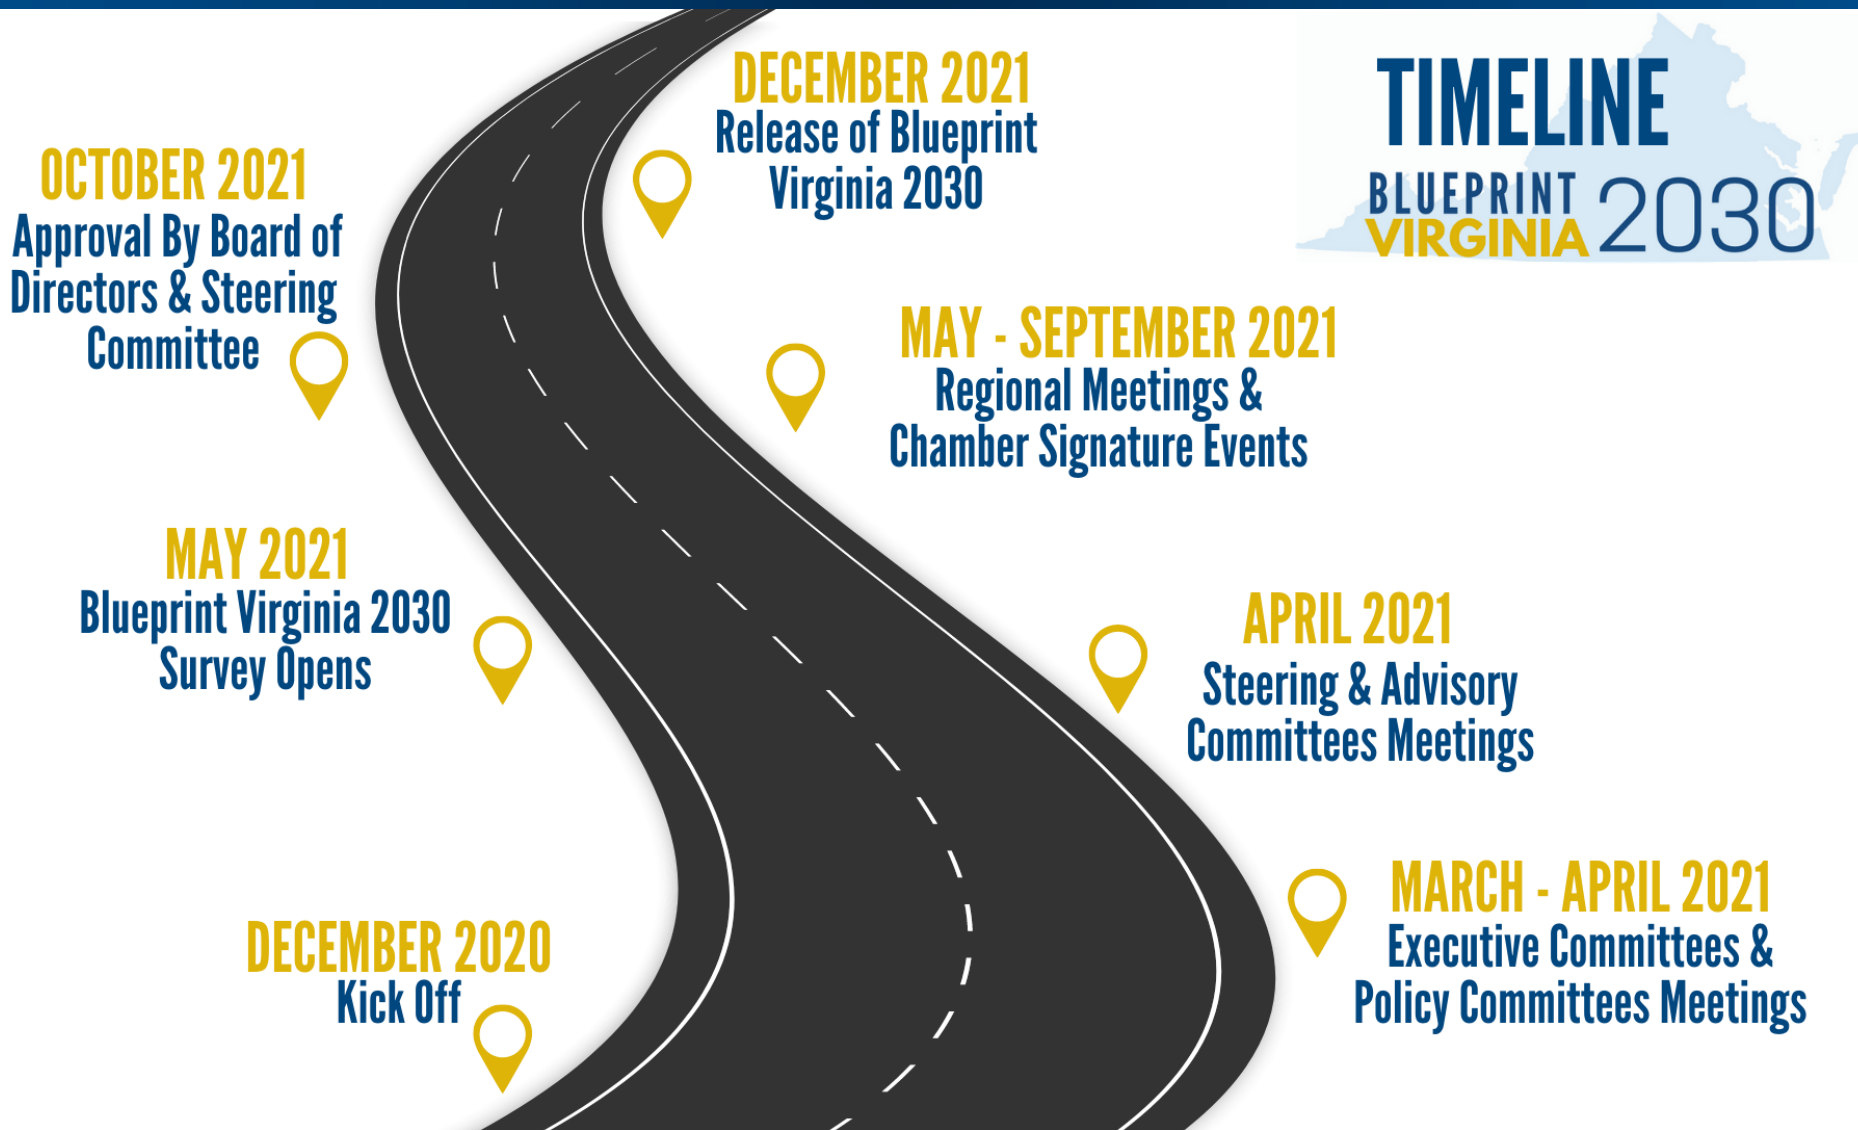 TIMELINE
BLUEPRINT
VIRGINIA 2030
DECEMBER 2021
Release of Blueprint
Virginia 2030
OCTOBER 2021
Approval By Board of
Directors & Steering
Committee
MAY - SEPTEMBER 2021
Regional Meetings &
Chamber Signature Events
MAY 2021
Blueprint Virginia 2030
Survey Opens
APRIL 2021
Steering & Advisory
Committees Meetings
MARCH - APRIL 2021
Executive Committees &
Policy Committees Meetings
DECEMBER 2020
Kick Off